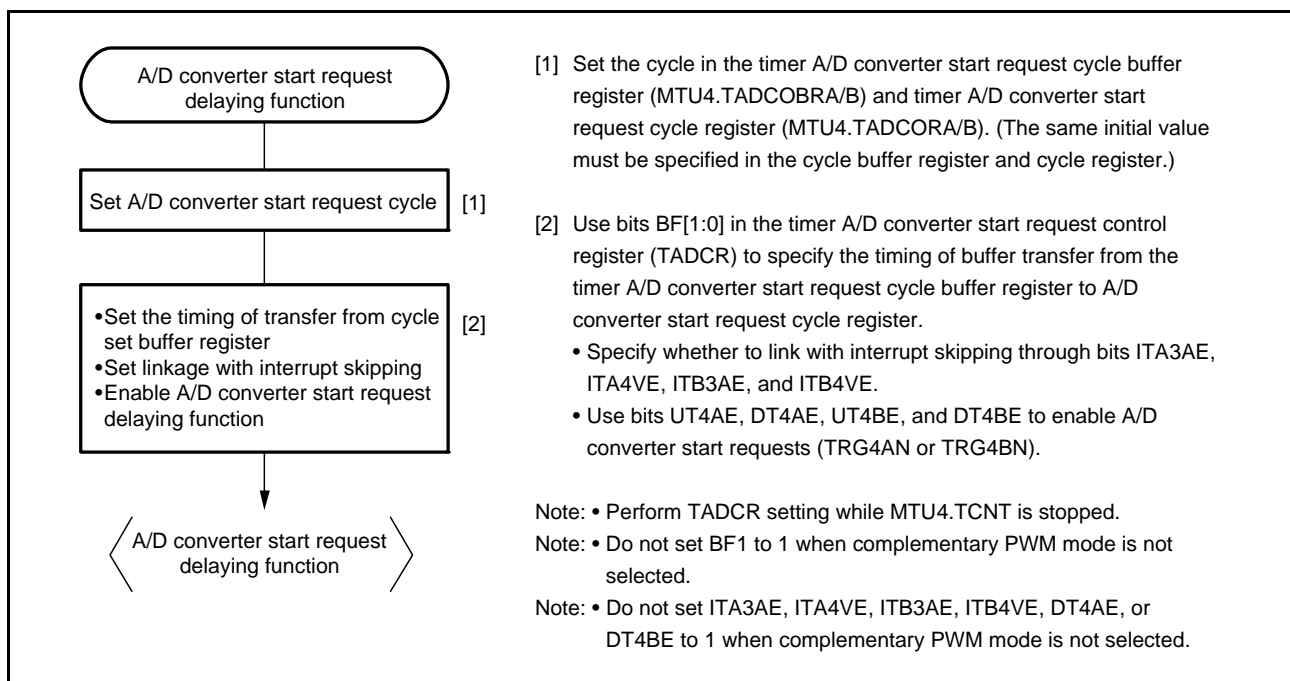 A/D converter start request
delaying function
Set A/D converter start request cycle
[1]
•Set the timing of transfer from cycle
set buffer register
•Set linkage with interrupt skipping
•Enable A/D converter start request
delaying function
[2]
A/D converter start request
delaying function
[1] Set the cycle in the timer A/D converter start request cycle buffer
register (MTU4.TADCOBRA/B) and timer A/D converter start
request cycle register (MTU4.TADCORA/B). (The same initial value
must be specified in the cycle buffer register and cycle register.)
[2] Use bits BF[1:0] in the timer A/D converter start request control
register (TADCR) to specify the timing of buffer transfer from the
timer A/D converter start request cycle buffer register to A/D
converter start request cycle register.
• Specify whether to link with interrupt skipping through bits ITA3AE,
ITA4VE, ITB3AE, and ITB4VE.
• Use bits UT4AE, DT4AE, UT4BE, and DT4BE to enable A/D
converter start requests (TRG4AN or TRG4BN).
Note: • Perform TADCR setting while MTU4.TCNT is stopped.
Note: • Do not set BF1 to 1 when complementary PWM mode is not
selected.
Note: • Do not set ITA3AE, ITA4VE, ITB3AE, ITB4VE, DT4AE, or
DT4BE to 1 when complementary PWM mode is not selected.